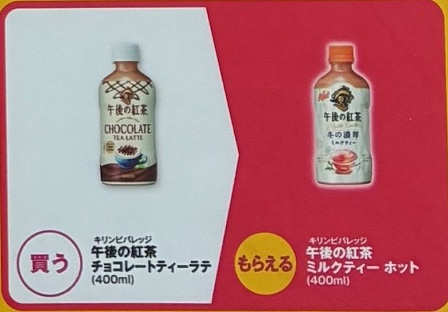 午後の紅茶
CHOCOLATE
TEA LATTE
買う
キリンビバレッジ
午後の紅茶
チョコレートティーラテ
(400ml)
Hot
午後の紅茶
冬の濃厚
ミルクティー
もらえる
キリンビバレッジ
午後の紅茶
ミルクティー ホット
(400ml)